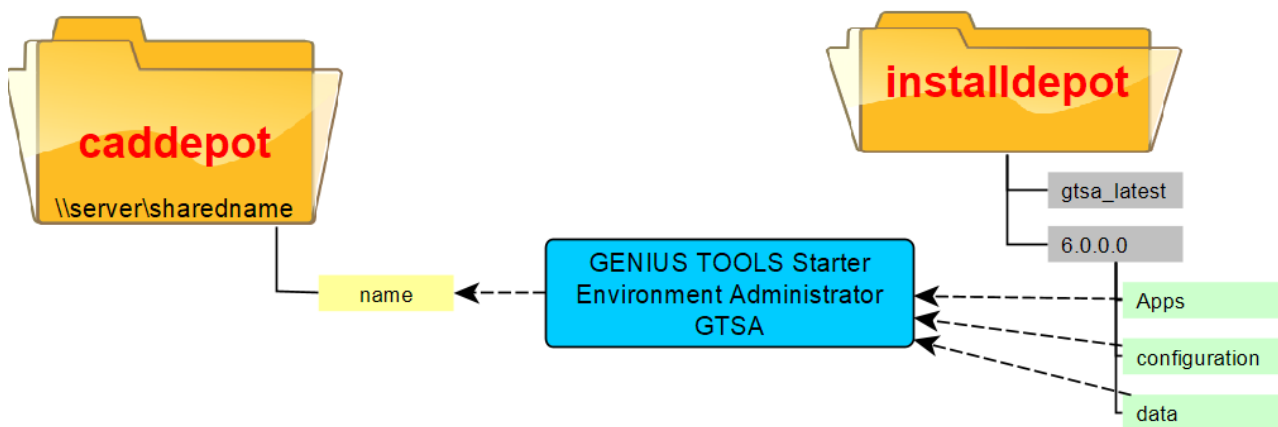 caddepot
\\server\sharedname
name
GENIUS TOOLS Starter
Environment Administrator
GTSA
installdepot
gtsa_latest
6.0.0.0
Apps
configuration
data